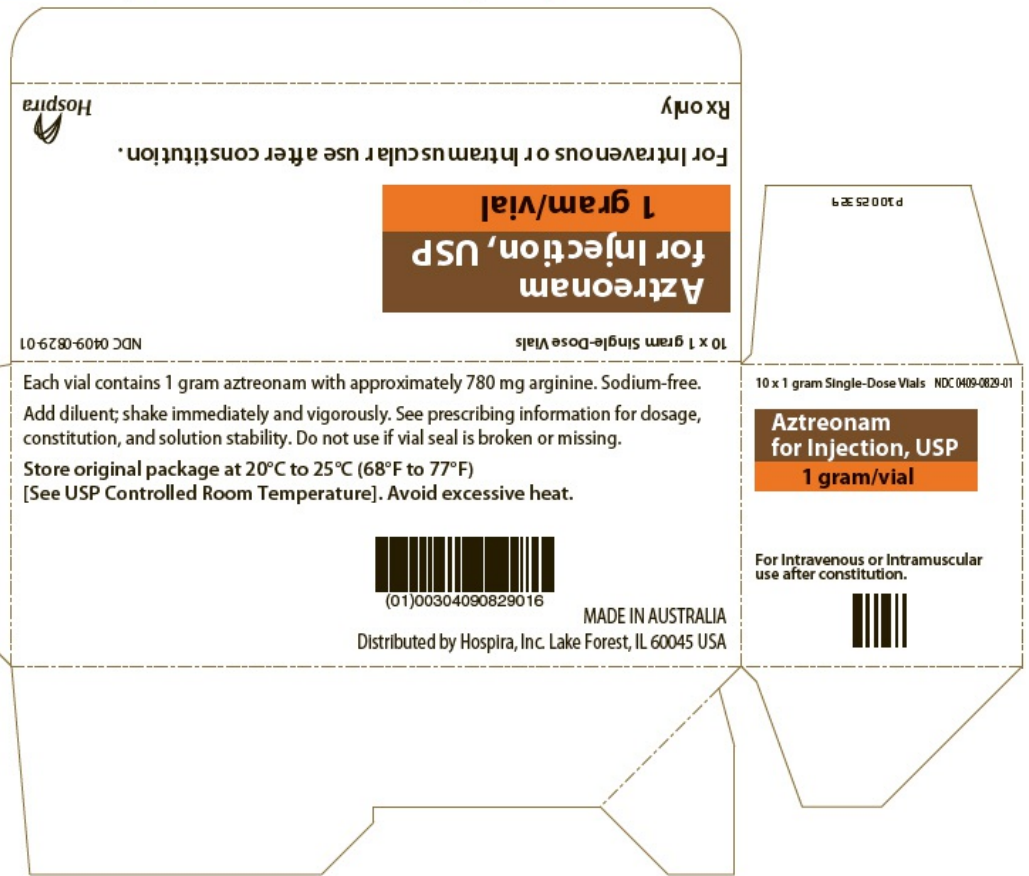 Hospira
Rx only
For Intravenous or Intramuscular use after constitution.
Aztreonam
for Injection, USP
1 gram/vial
10 x 1 gram Single-Dose Vials
NDC 0409-0829-01
Each vial contains 1 gram aztreonam with approximately 780 mg arginine. Sodium-free.
Add diluent; shake immediately and vigorously. See prescribing information for dosage,
constitution, and solution stability. Do not use if vial seal is broken or missing.
Store original package at 20°C to 25°C (68°F to 77°F)
[See USP Controlled Room Temperature]. Avoid excessive heat.
(01)00304090829016
MADE IN AUSTRALIA
Distributed by Hospira, Inc. Lake Forest, IL 60045 USA
P10025329
10 x 1 gram Single-Dose Vials NDC 0409-0829-01
Aztreonam
for Injection, USP
1 gram/vial
For Intravenous or Intramuscular
use after constitution.